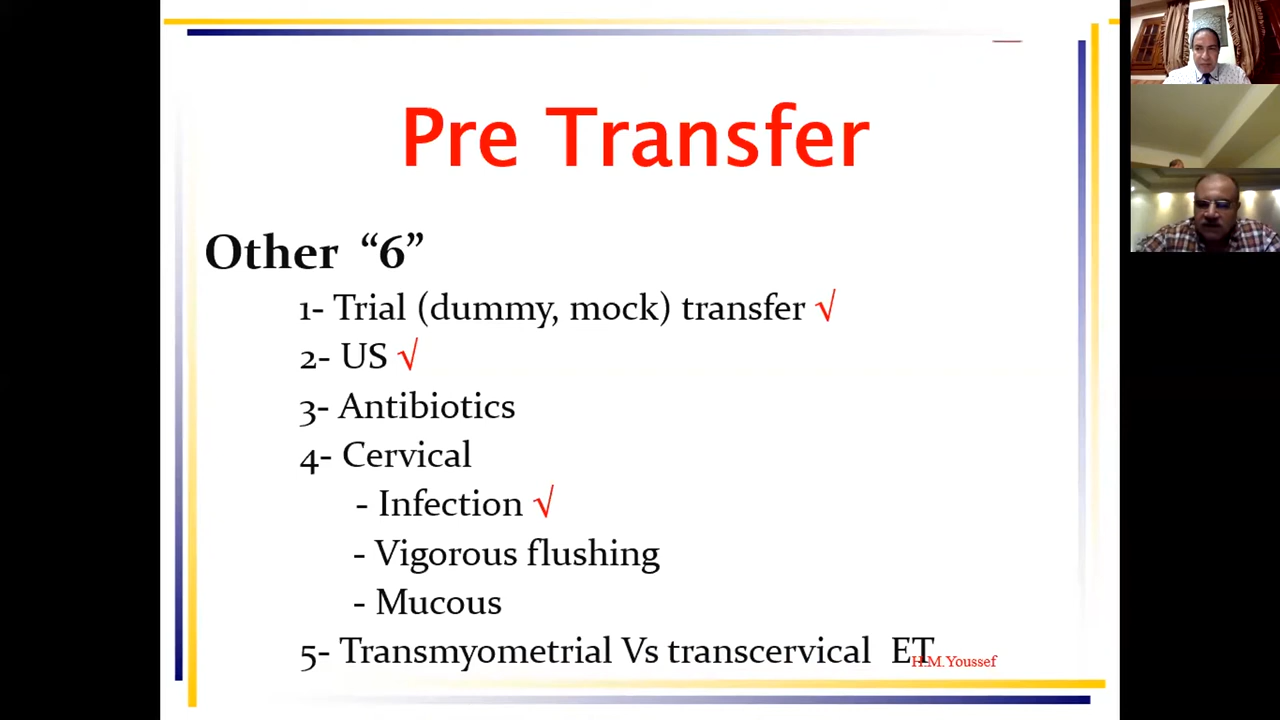 Pre Transfer
Other “6”
1- Trial (dummy, mock) transfer √
2- US √
3- Antibiotics
4- Cervical
- Infection √
- Vigorous flushing
- Mucous
5- Transmyometrial Vs transcervical ET
H.M.Youssef